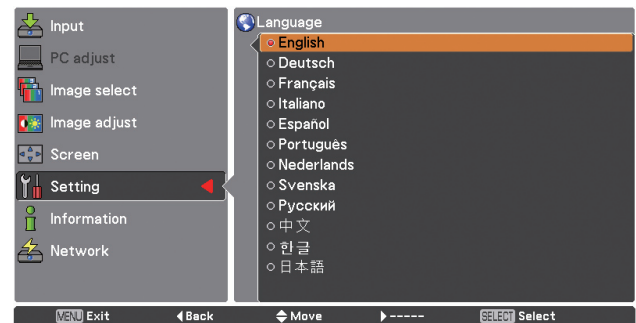 Input
PC adjust
Image select
Image adjust
Screen
Setting
Information
Network
Language
English
Deutsch
Français
Italiano
Español
Português
Nederlands
Svenska
Русский
中文
한글
日本語
MENU Exit Back Move ----- SELECT Select